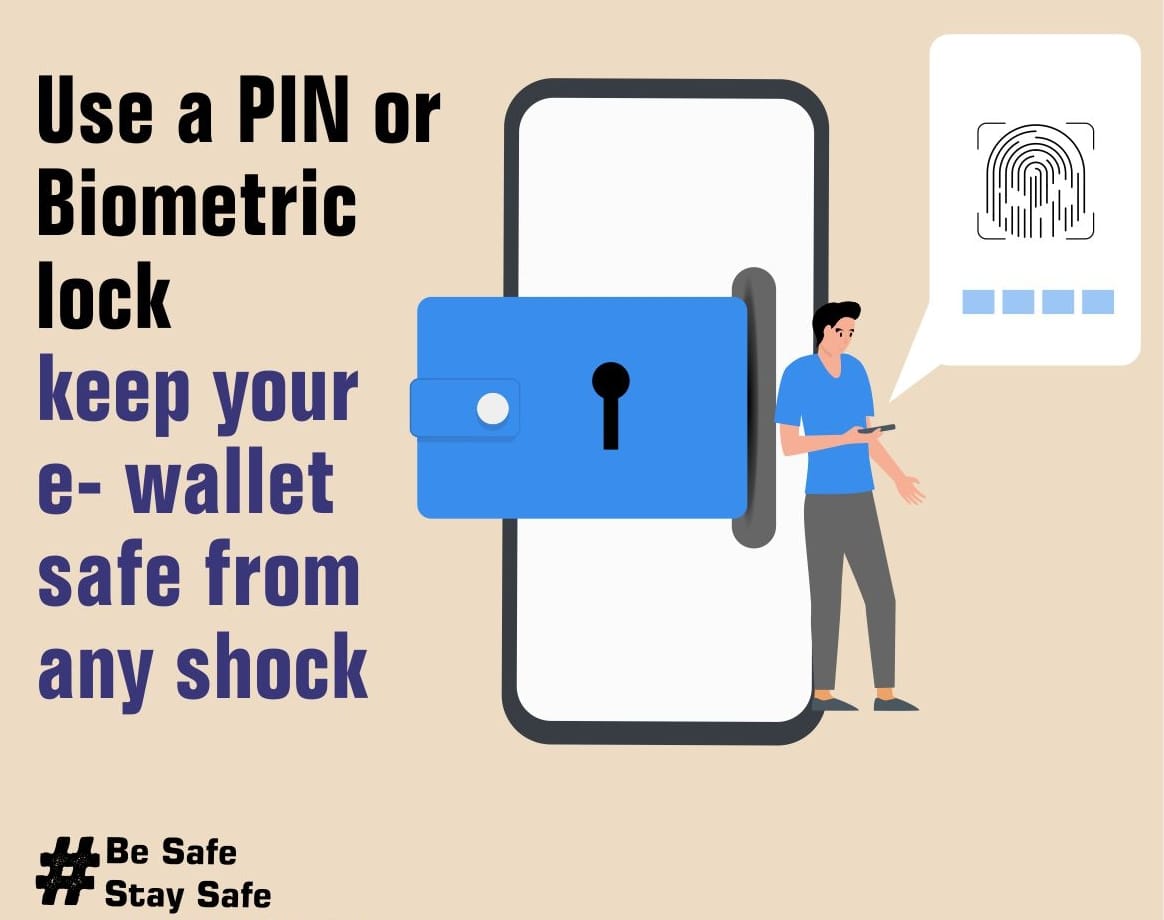 Use a PIN or
Biometric
lock
keep your
e- wallet
safe from
any shock
# Be Safe
Stay Safe